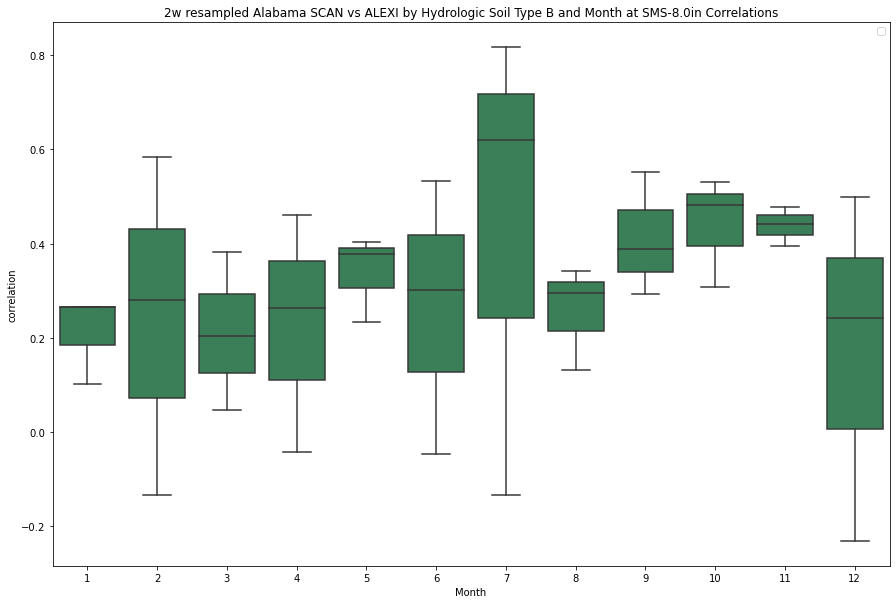 2w resampled Alabama SCAN vs ALEXI by Hydrologic Soil Type B and Month at SMS-8.0in Correlations
0.8
0.6
0.4
0.2
0.0
−0.2
correlation
1 2 3 4 5 6 7 8 9 10 11 12
Month